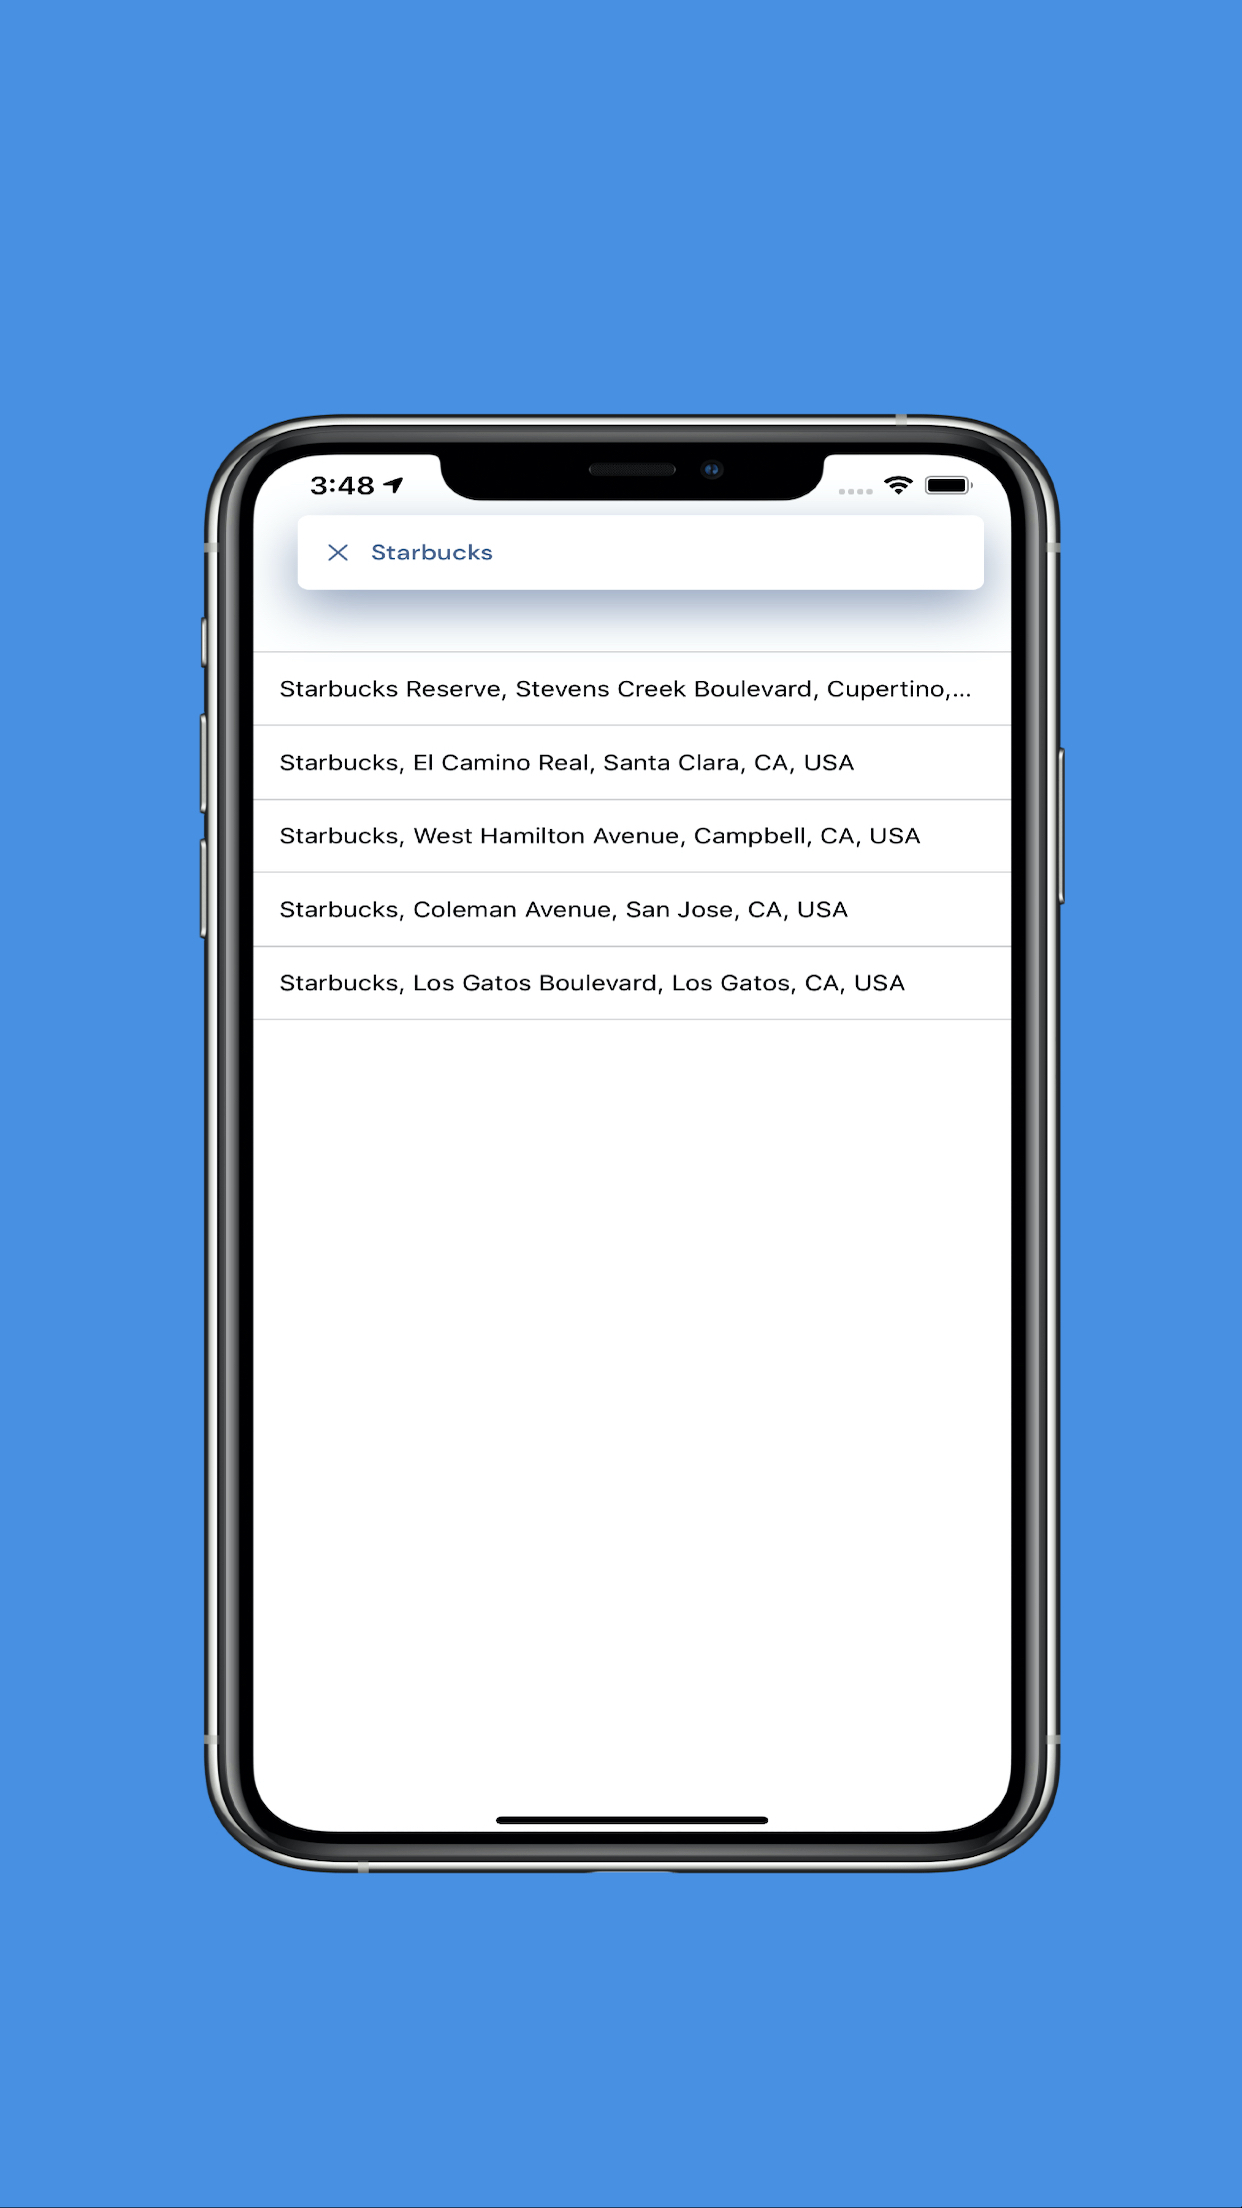 3:48
Starbucks
Starbucks Reserve, Stevens Creek Boulevard, Cupertino,...
Starbucks, El Camino Real, Santa Clara, CA, USA
Starbucks, West Hamilton Avenue, Campbell, CA, USA
Starbucks, Coleman Avenue, San Jose, CA, USA
Starbucks, Los Gatos Boulevard, Los Gatos, CA, USA